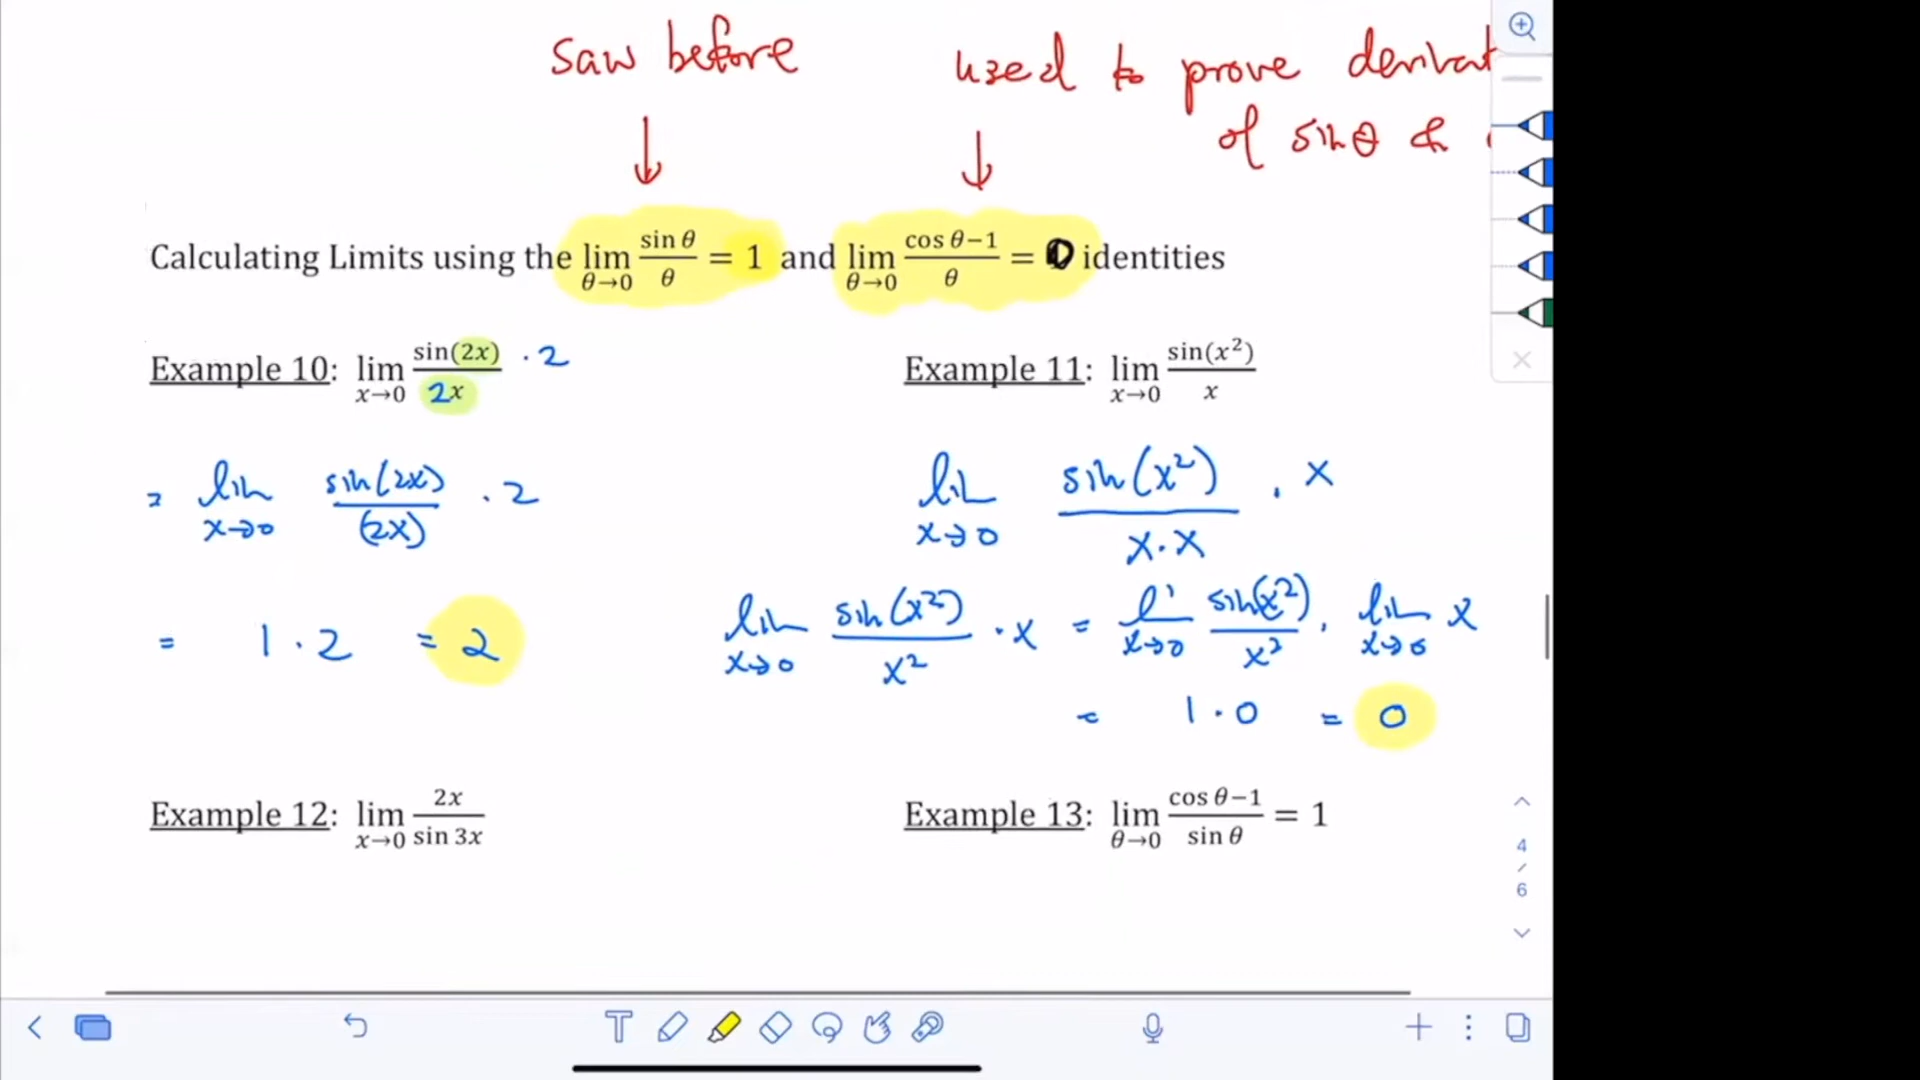 saw before
used to prove derivat
of sin θ &
Calculating Limits using the lim θ→0 sin θ/θ = 1 and lim θ→0 cos θ−1/θ = 0 identities
Example 10: lim x→0 sin(2x)/2x · 2
Example 11: lim x→0 sin(x²)/x
= lim x→0 sin(2x)/(2x) · 2
lim x→0 sin(x²)/x·x · x
= 1 · 2 = 2
lim x→0 sin(x²)/x² · x = li x→0 sin(x²)/x² · lim x→0 x
= 1 · 0 = 0
Example 12: lim x→0 2x/sin 3x
Example 13: lim θ→0 cos θ−1/sin θ = 1
4
/
6
T